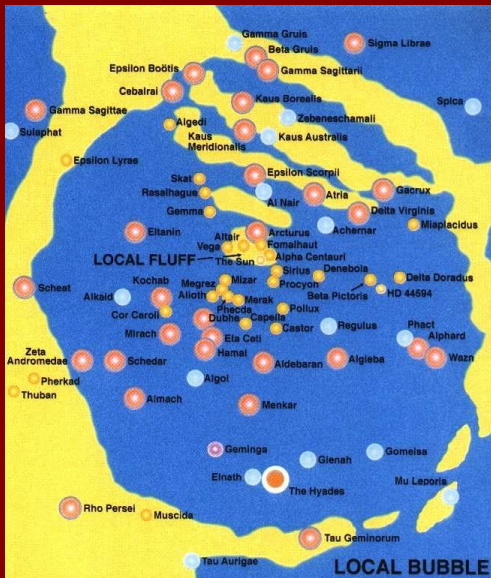 Gamma Gruis
Beta Gruis
Sigma Librae
Epsilon Boötis
Gamma Sagittarii
Cebalrai
Kaus Borealis
Spica
Gamma Sagittae
Zebeneschamali
Algedi
Sulaphat
Kaus
Meridionalis
Kaus Australis
Epsilon Lyrae
Skat
Epsilon Scorpii
Rasalhague
Al Nair
Atria
Gacrux
Gemma
Delta Virginia
Achernar
Miaplacidus
Eltanin
Arcturus
Altair
Fomalhaut
Vega
Alpha Centauri
LOCAL FLUFF
The Sun
Sirius
Denebola
Kochab
Mizar
Procyon
Delta Doradus
Scheat
Megrez
Beta Pictoris
HD 44594
Alkaid
Alioth
Merak
Phecda
Pollux
Cor Caroli
Dubhe
Capella
Mirach
Castor
Regulus
Phact
Eta Ceti
Alphard
Zeta
Andromedae
Schedar
Hamal
Aldebaran
Algieba
Wazn
Pherkad
Algol
Thuban
Almach
Menkar
Geminga
Gienah
Gomeisa
Elnath
The Hyades
Mu Leporis
Rho Persei
Muscida
Tau Geminorum
Tau Aurigae
LOCAL BUBBLE